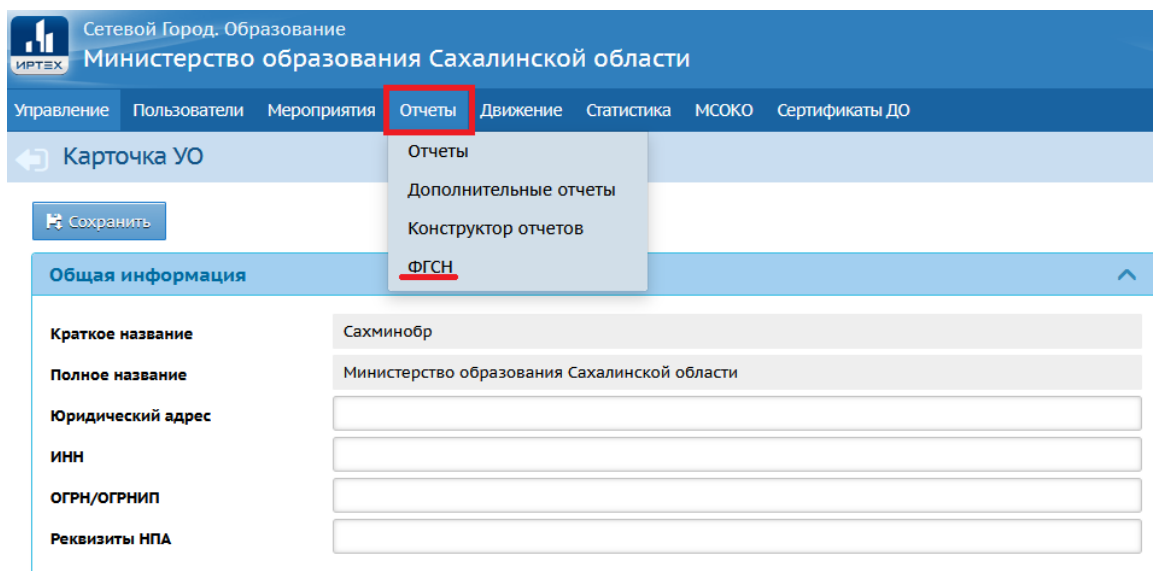 Сетевой Город. Образование
ИРТЕХ
Министерство образования Сахалинской области
Управление Пользователи Мероприятия Отчеты Движение Статистика МСОКО Сертификаты ДО
Карточка УО
Отчеты
Дополнительные отчеты
Конструктор отчетов
ФГСН
Сохранить
Общая информация
Краткое название Сахминобр
Полное название Министерство образования Сахалинской области
Юридический адрес
ИНН
ОГРН/ОГРНИП
Реквизиты НПА